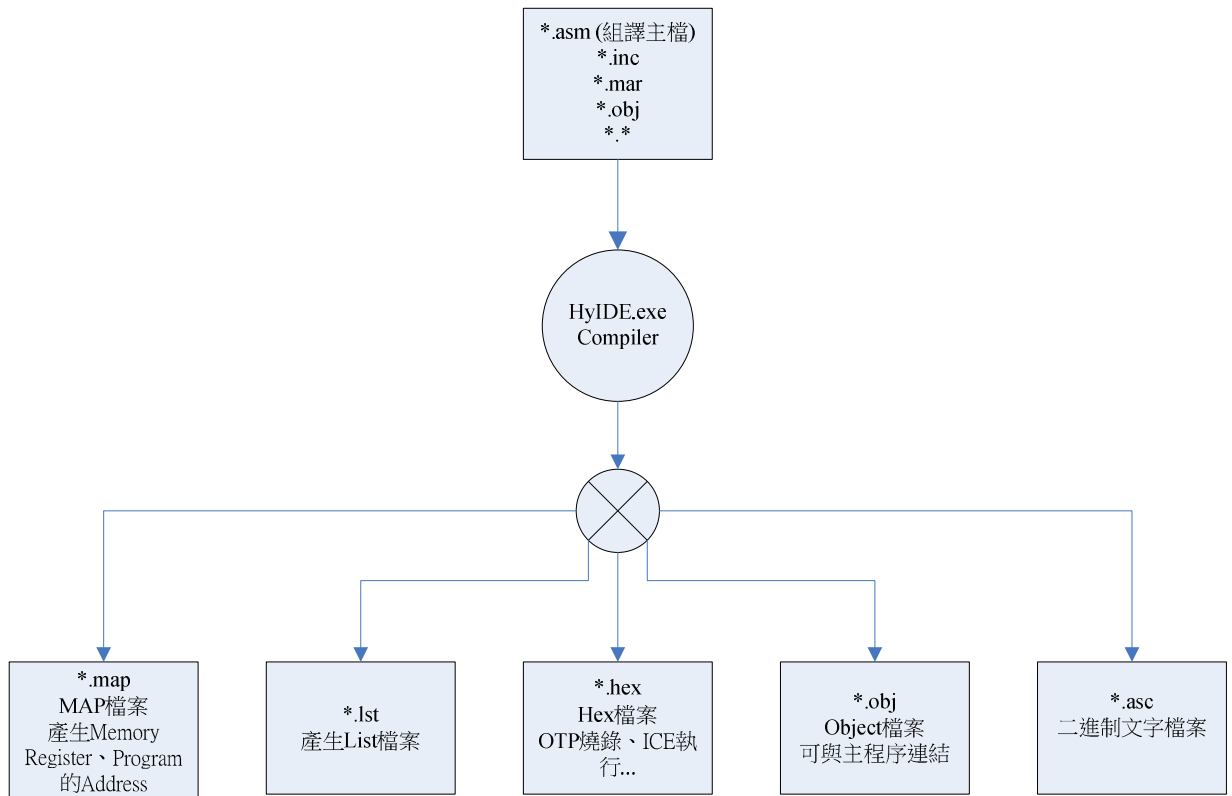 *.asm (組譯主檔)
*.inc
*.mar
*.obj
*.*
HyIDE.exe
Compiler
*.map
MAP檔案
產生Memory
Register、Program
的Address
*.lst
產生List檔案
*.hex
Hex檔案
OTP燒錄、ICE執
行...
*.obj
Object檔案
可與主程序連結
*.asc
二進制文字檔案